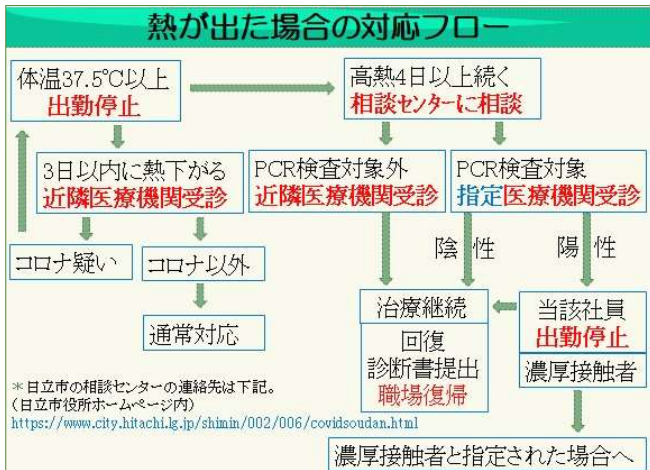 熱が出た場合の対応フロー
体温37.5℃以上
出勤停止
高熱4日以上続く
相談センターに相談
3日以内に熱下がる
近隣医療機関受診
PCR検査対象外
近隣医療機関受診
PCR検査対象
指定医療機関受診
陰性
陽性
コロナ疑い
コロナ以外
通常対応
治療継続
回復
診断書提出
職場復帰
当該社員
出勤停止
濃厚接触者
*日立市の相談センターの連絡先は下記。
(日立市役所ホームページ内)
https://www.city.hitachi.lg.jp/shimin/002/006/covidsoudan.html
濃厚接触者と指定された場合へ